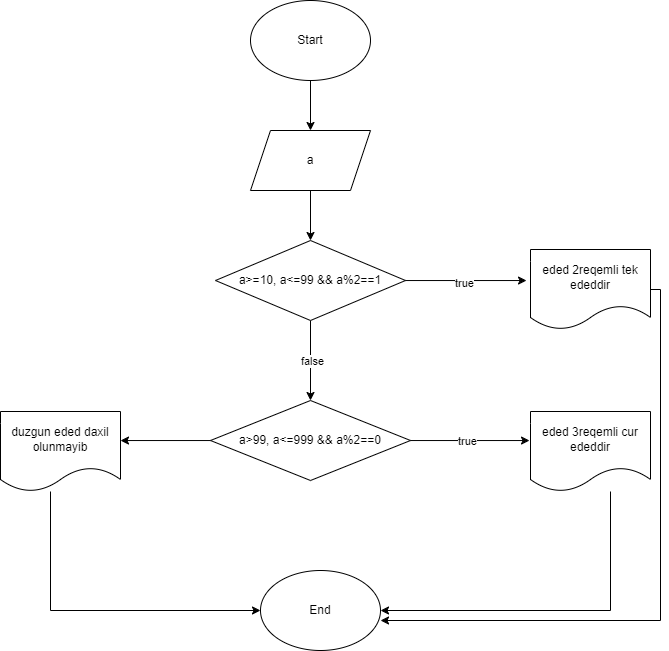 Start
a
a>=10, a<=99 && a%2==1
true
eded 2reqemli tek
ededdir
false
duzgun eded daxil
olunmayib
a>99, a<=999 && a%2==0
true
eded 3reqemli cur
ededdir
End